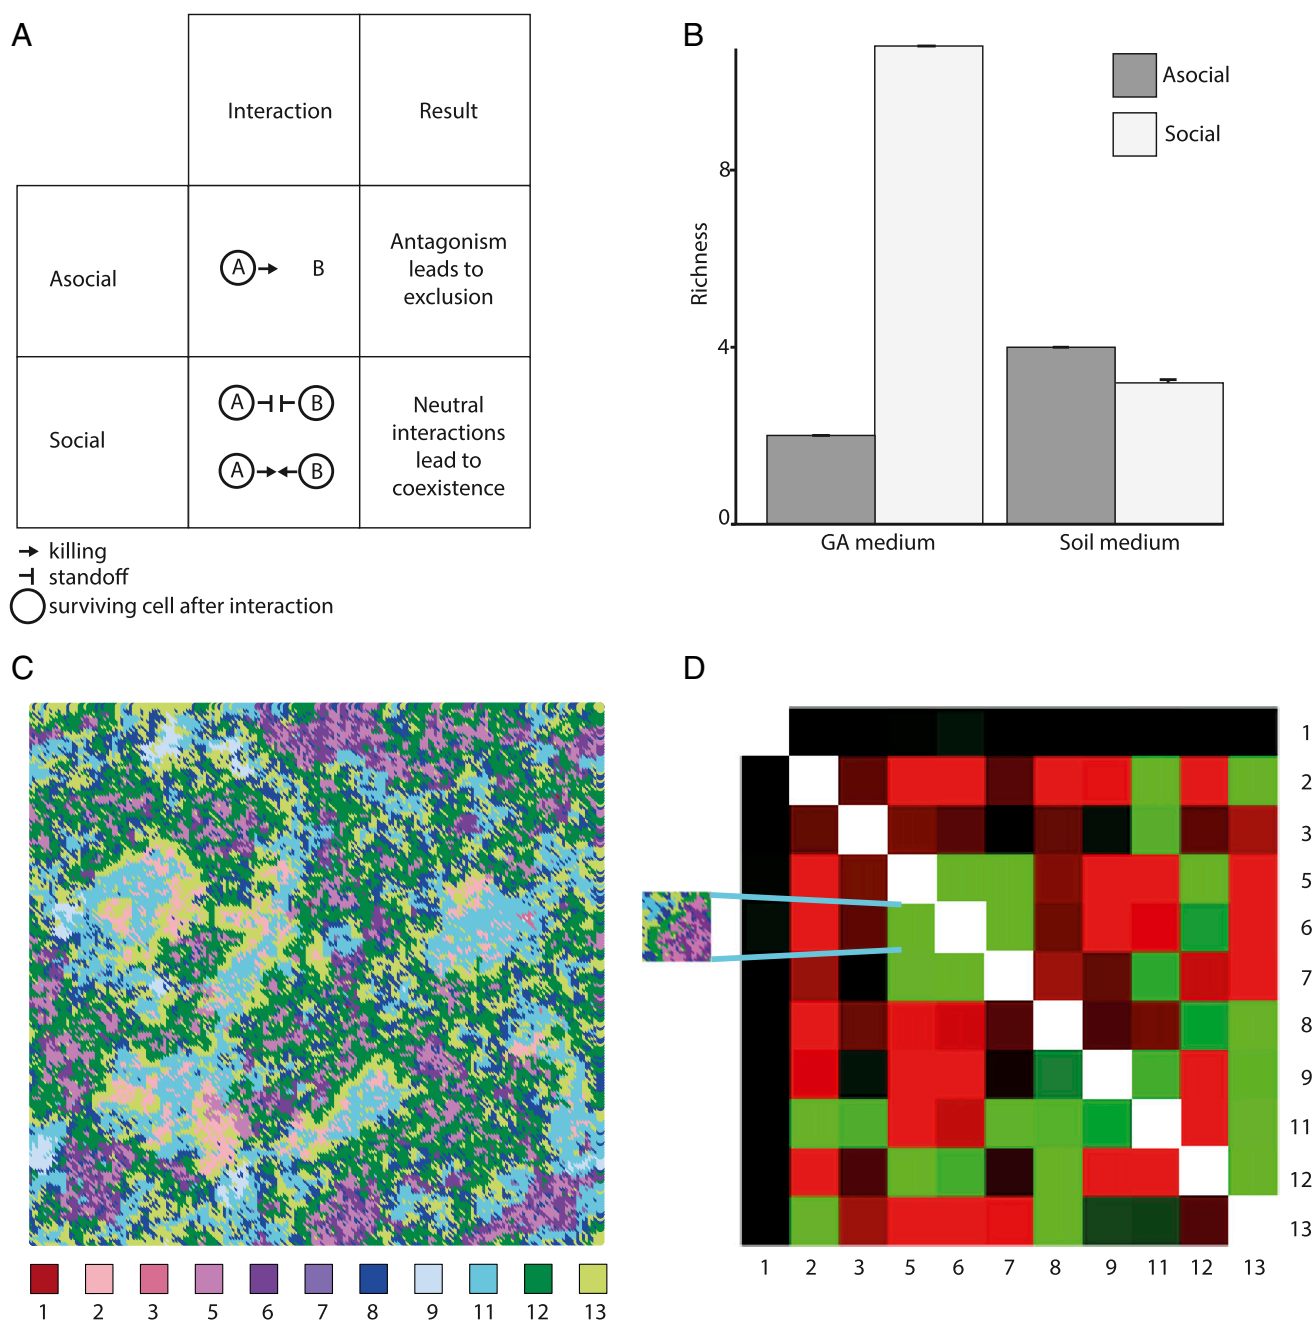 A
Interaction
Result
Asocial
A
B
Antagonism
leads to
exclusion
Social
A
B
A
B
Neutral
interactions
lead to
coexistence
killing
standoff
surviving cell after interaction
B
Asocial
Social
Richness
8
4
0
GA medium
Soil medium
C
1 2 3 5 6 7 8 9 11 12 13
D
1
2
3
5
6
7
8
9
11
12
13
1 2 3 5 6 7 8 9 11 12 13